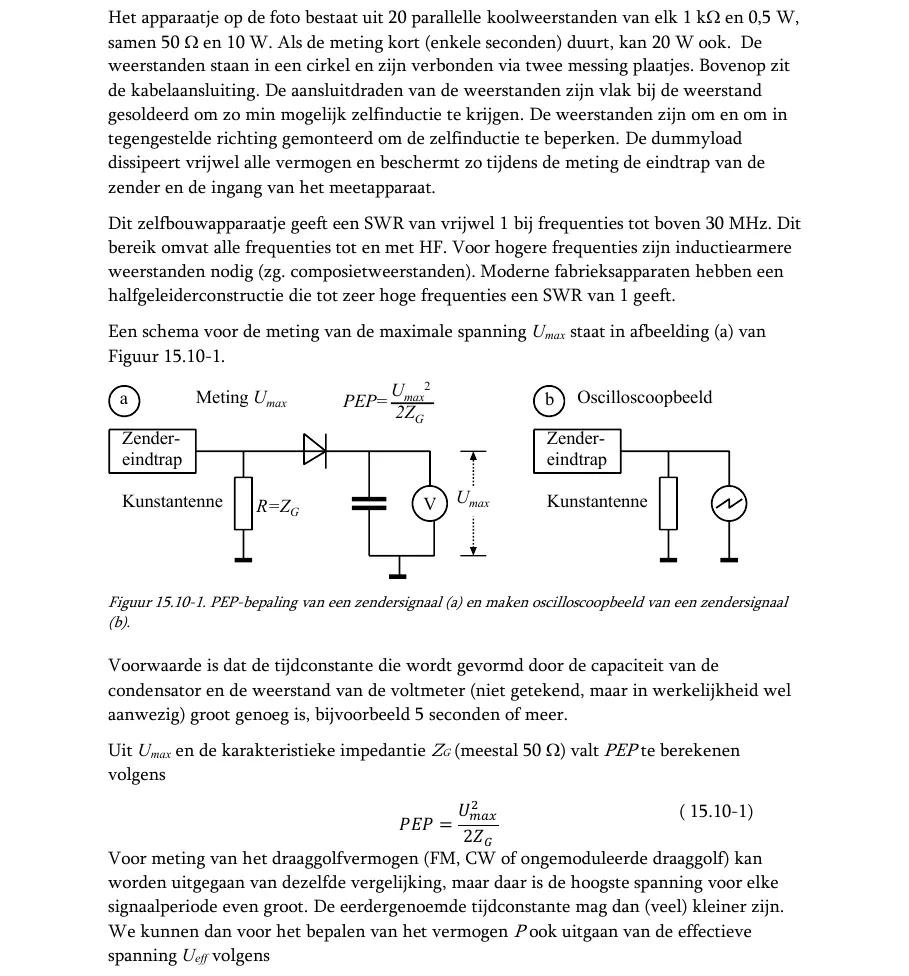 Het apparaatje op de foto bestaat uit 20 parallelle koolweerstanden van elk 1 kΩ en 0,5 W,
samen 50 Ω en 10 W. Als de meting kort (enkele seconden) duurt, kan 20 W ook. De
weerstanden staan in een cirkel en zijn verbonden via twee messing plaatjes. Bovenop zit
de kabelaansluiting. De aansluitdraden van de weerstanden zijn vlak bij de weerstand
gesoldeerd om zo min mogelijk zelfinductie te krijgen. De weerstanden zijn om en om in
tegengestelde richting gemonteerd om de zelfinductie te beperken. De dummyload
dissipeert vrijwel alle vermogen en beschermt zo tijdens de meting de eindtrap van de
zender en de ingang van het meetapparaat.
Dit zelfbouwapparaatje geeft een SWR van vrijwel 1 bij frequenties tot boven 30 MHz. Dit
bereik omvat alle frequenties tot en met HF. Voor hogere frequenties zijn inductiearmere
weerstanden nodig (zg. composietweerstanden). Moderne fabrieksapparaten hebben een
halfgeleiderconstructie die tot zeer hoge frequenties een SWR van 1 geeft.
Een schema voor de meting van de maximale spanning Umax staat in afbeelding (a) van
Figuur 15.10-1.
a Meting Umax PEP=Umax²/2ZG
Zender-
eindtrap
Kunstantenne R=ZG V Umax
b Oscilloscoopbeeld
Zender-
eindtrap
Kunstantenne
Figuur 15.10-1. PEP-bepaling van een zendersignaal (a) en maken oscilloscoopbeeld van een zendersignaal
(b).
Voorwaarde is dat de tijdconstante die wordt gevormd door de capaciteit van de
condensator en de weerstand van de voltmeter (niet getekend, maar in werkelijkheid wel
aanwezig) groot genoeg is, bijvoorbeeld 5 seconden of meer.
Uit Umax en de karakteristieke impedantie ZG (meestal 50 Ω) valt PEP te berekenen
volgens
PEP = U²max/2ZG ( 15.10-1)
Voor meting van het draaggolfvermogen (FM, CW of ongemoduleerde draaggolf) kan
worden uitgegaan van dezelfde vergelijking, maar daar is de hoogste spanning voor elke
signaalperiode even groot. De eerdergenoemde tijdconstante mag dan (veel) kleiner zijn.
We kunnen dan voor het bepalen van het vermogen P ook uitgaan van de effectieve
spanning Ueff volgens